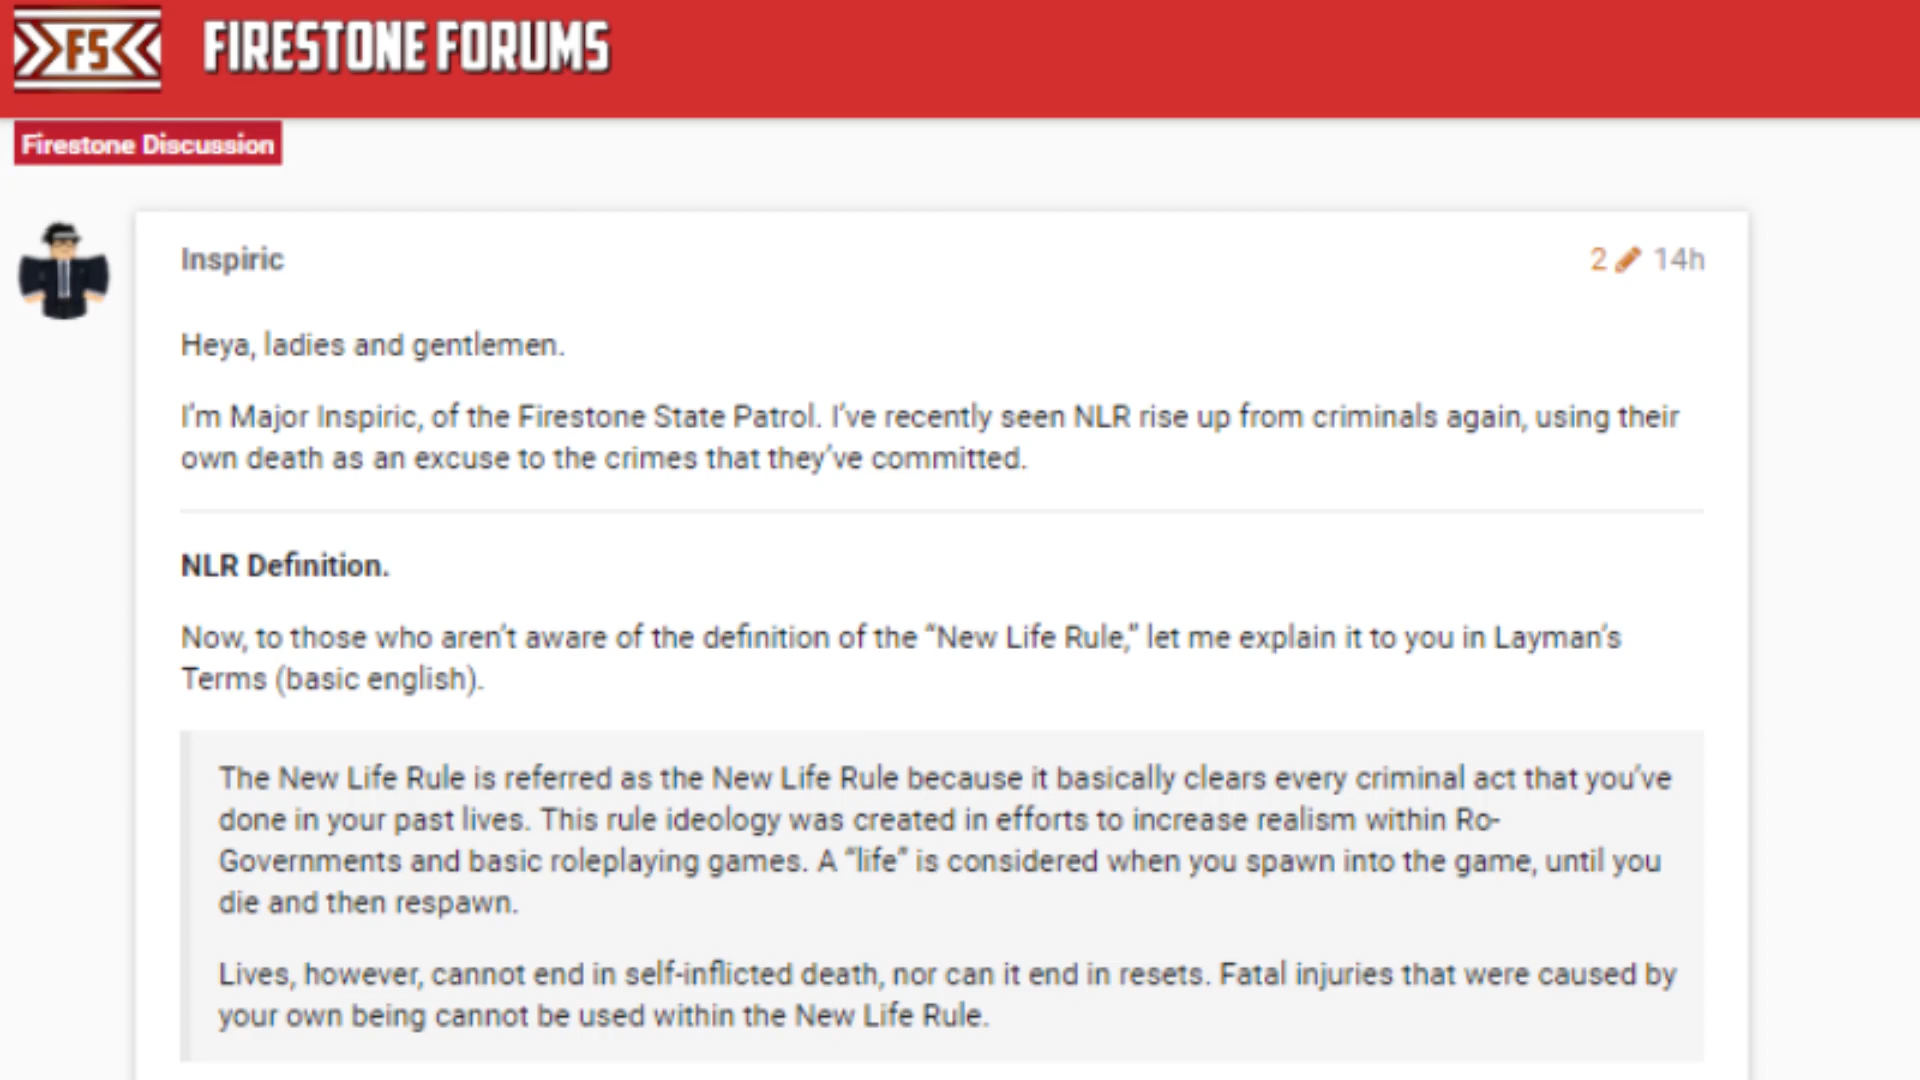 FS
FIRESTONE FORUMS
Firestone Discussion
Inspiric
2 14h
Heya, ladies and gentlemen.
I'm Major Inspiric, of the Firestone State Patrol. I've recently seen NLR rise up from criminals again, using their
own death as an excuse to the crimes that they've committed.
NLR Definition.
Now, to those who aren't aware of the definition of the “New Life Rule,” let me explain it to you in Layman's
Terms (basic english).
The New Life Rule is referred as the New Life Rule because it basically clears every criminal act that you've
done in your past lives. This rule ideology was created in efforts to increase realism within Ro-
Governments and basic roleplaying games. A “life” is considered when you spawn into the game, until you
die and then respawn.
Lives, however, cannot end in self-inflicted death, nor can it end in resets. Fatal injuries that were caused by
your own being cannot be used within the New Life Rule.